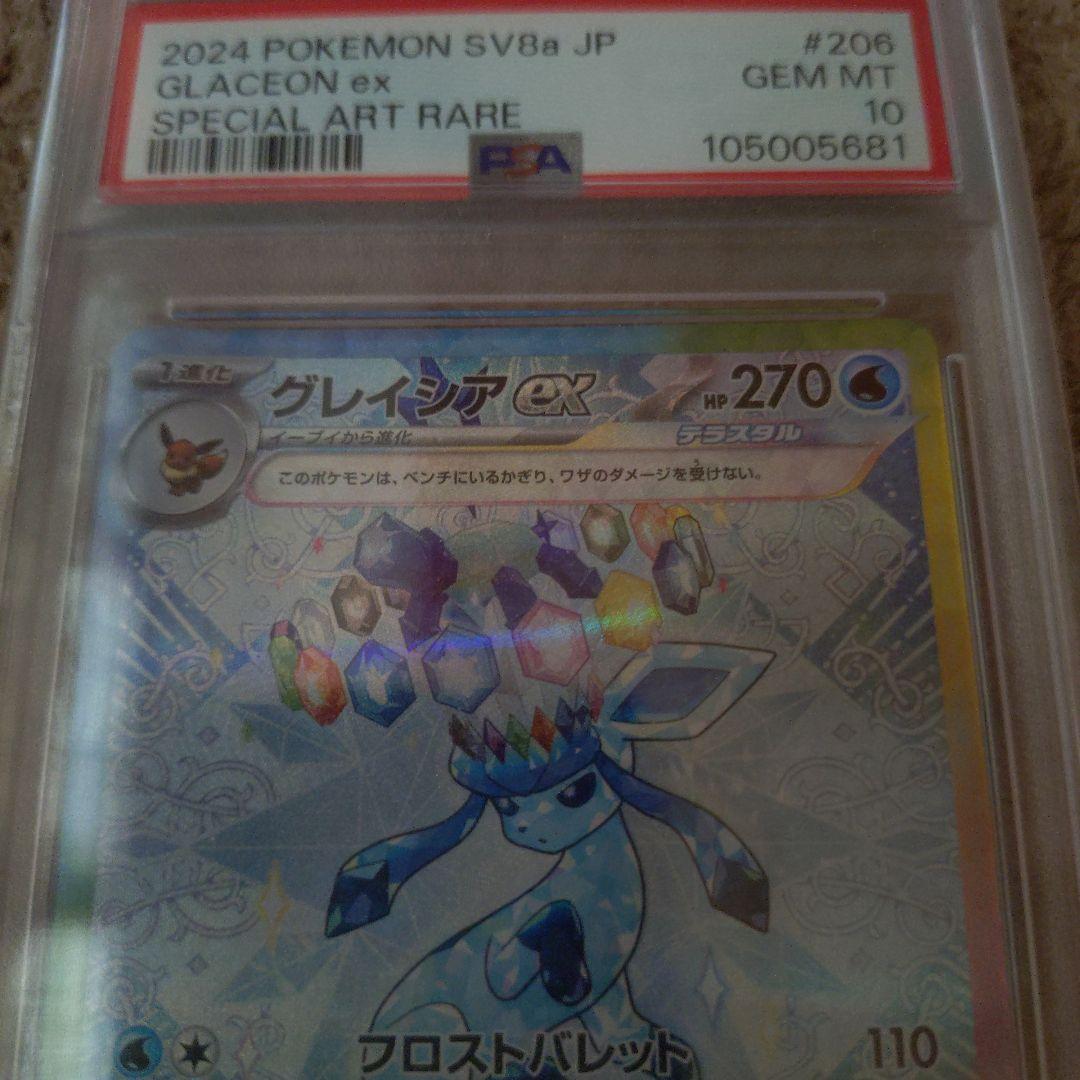 2024 POKEMON SV8a JP #206
GLACEON ex GEM MT
SPECIAL ART RARE 10
PSA 105005681
1進化 グレイシアex HP270
イーブイから進化 テラスタル
このポケモンは、ベンチにいるかぎり、ワザのダメージを受けない。
フロストバレット 110